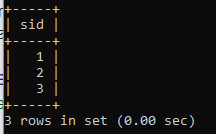 +-----+
| sid |
+-----+
|   1 |
|   2 |
|   3 |
+-----+
3 rows in set (0.00 sec)